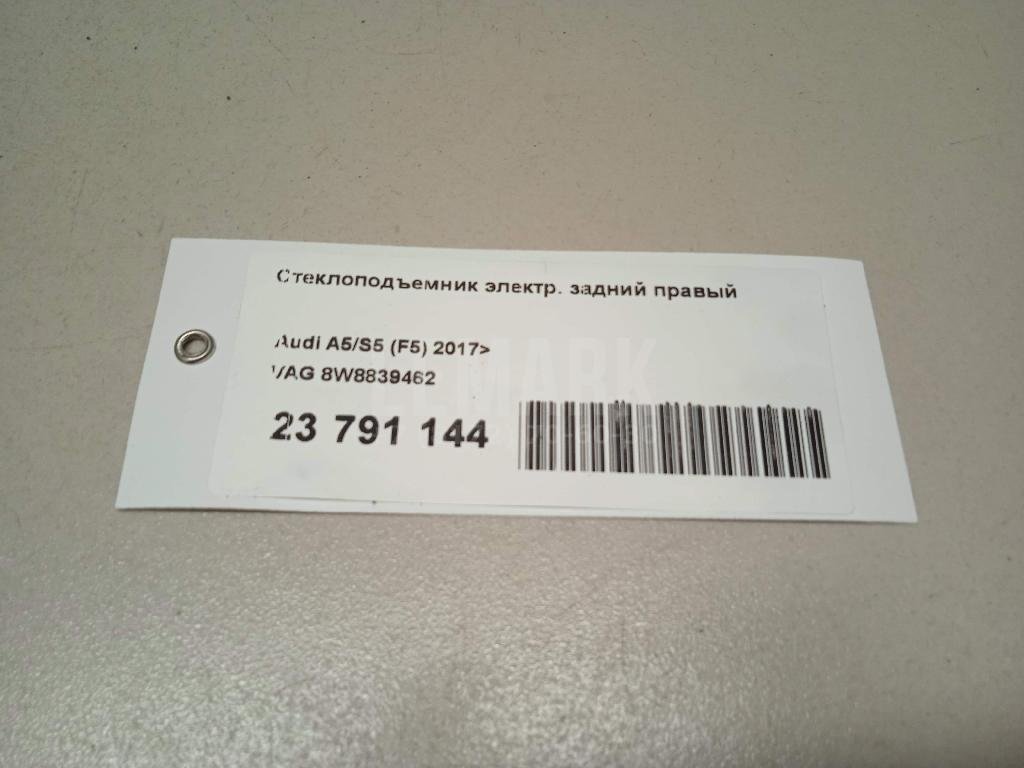 Стеклоподъемник электр. задний правый
Audi A5/S5 (F5) 2017>
VAG 8W8839462
23 791 144